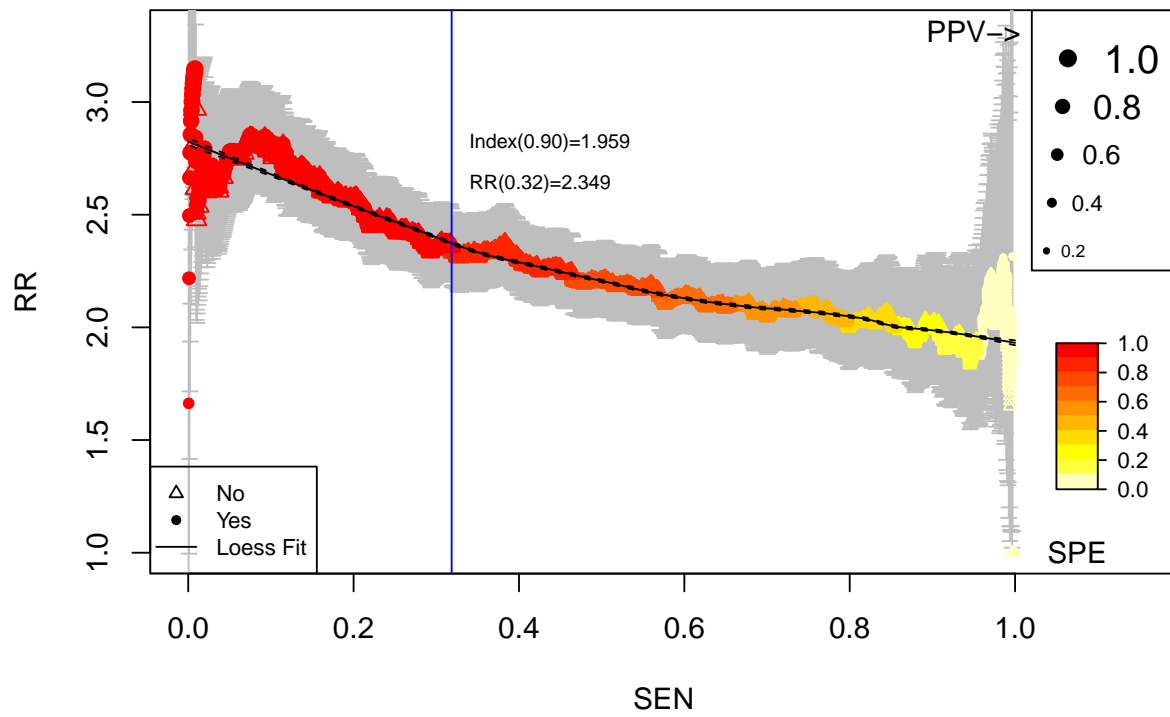 PPV−>
1.0
0.8
0.6
0.4
0.2
Index(0.90)=1.959
RR(0.32)=2.349
RR
3.0
2.5
2.0
1.5
1.0
1.0
0.8
0.6
0.4
0.2
0.0
SPE
No
Yes
Loess Fit
0.0 0.2 0.4 0.6 0.8 1.0
SEN